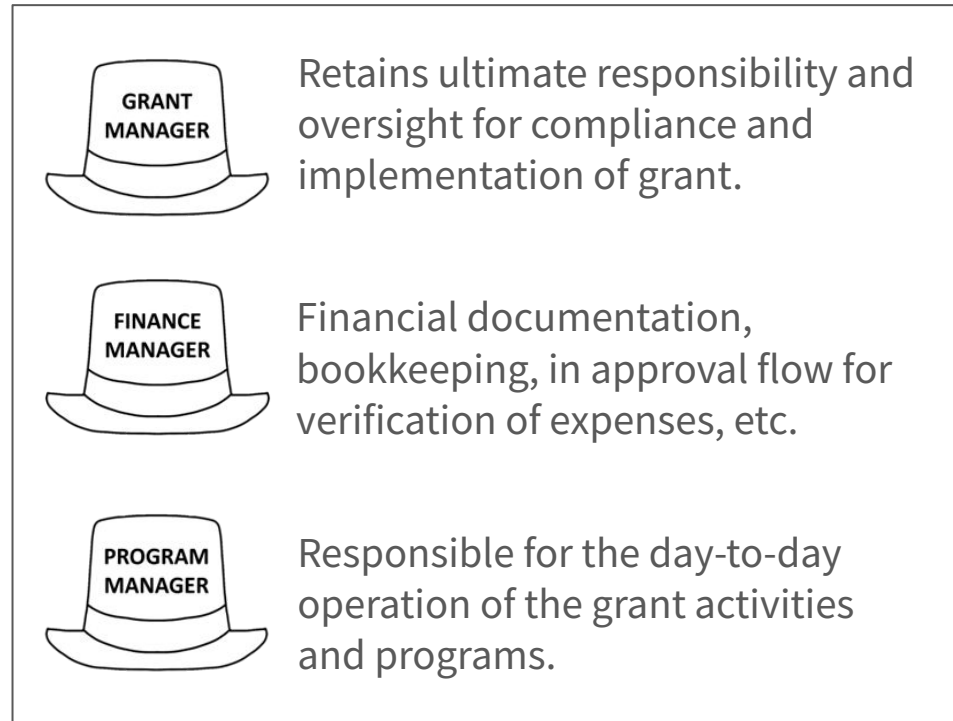 GRANT
MANAGER
Retains ultimate responsibility and
oversight for compliance and
implementation of grant.
FINANCE
MANAGER
Financial documentation,
bookkeeping, in approval flow for
verification of expenses, etc.
PROGRAM
MANAGER
Responsible for the day-to-day
operation of the grant activities
and programs.